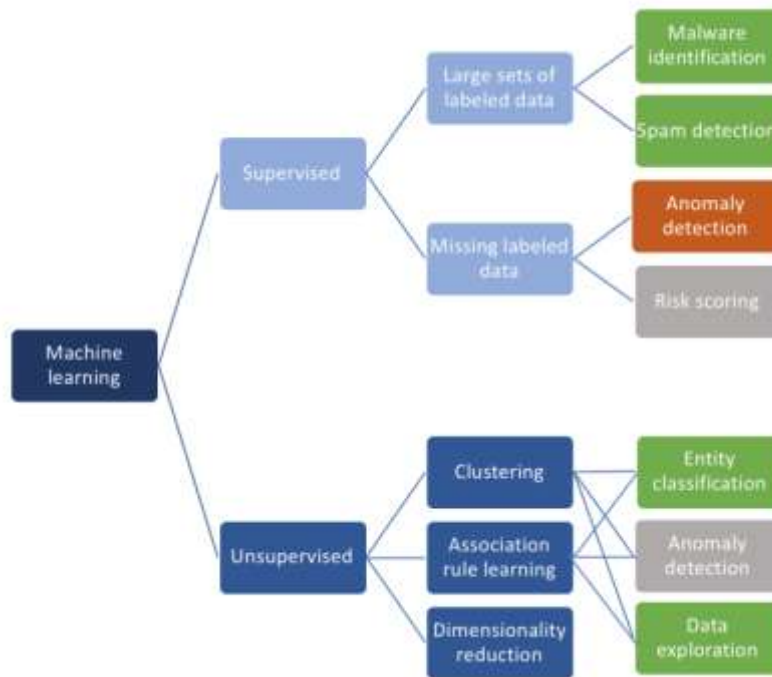 Malware
identification
Large sets of
labeled data
Spam detection
Supervised
Anomaly
detection
Missing labeled
data
Risk scoring
Machine
learning
Entity
classification
Clustering
Unsupervised
Association
rule learning
Anomaly
detection
Dimensionality
reduction
Data
exploration